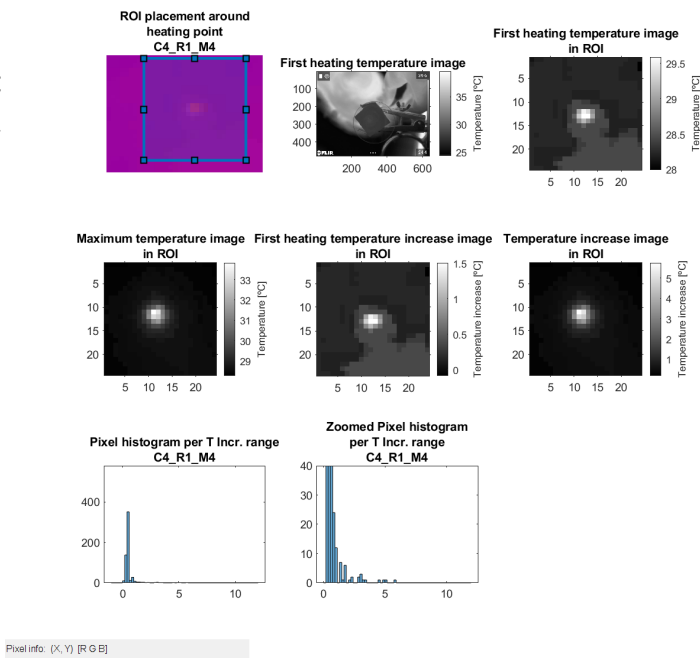 ROI placement around
heating point
C4_R1_M4
First heating temperature image
100
200
300
400
200 400 600
35
30
25
Temperature [ºC]
FLIR
First heating temperature image
in ROI
5
10
15
20
5 10 15 20
29.5
29
28.5
28
Temperature [ºC]
Maximum temperature image
in ROI
5
10
15
20
5 10 15 20
33
32
31
30
29
Temperature [ºC]
First heating temperature increase image
in ROI
5
10
15
20
5 10 15 20
1.5
1
0.5
0
Temperature increase [ºC]
Temperature increase image
in ROI
5
10
15
20
5 10 15 20
5
4
3
2
1
Temperature increase [ºC]
Pixel histogram per T Incr. range
C4_R1_M4
400
200
0
0 5 10
Zoomed Pixel histogram
per T Incr. range
C4_R1_M4
40
30
20
10
0
0 5 10
Pixel info: (X, Y) [R G B]